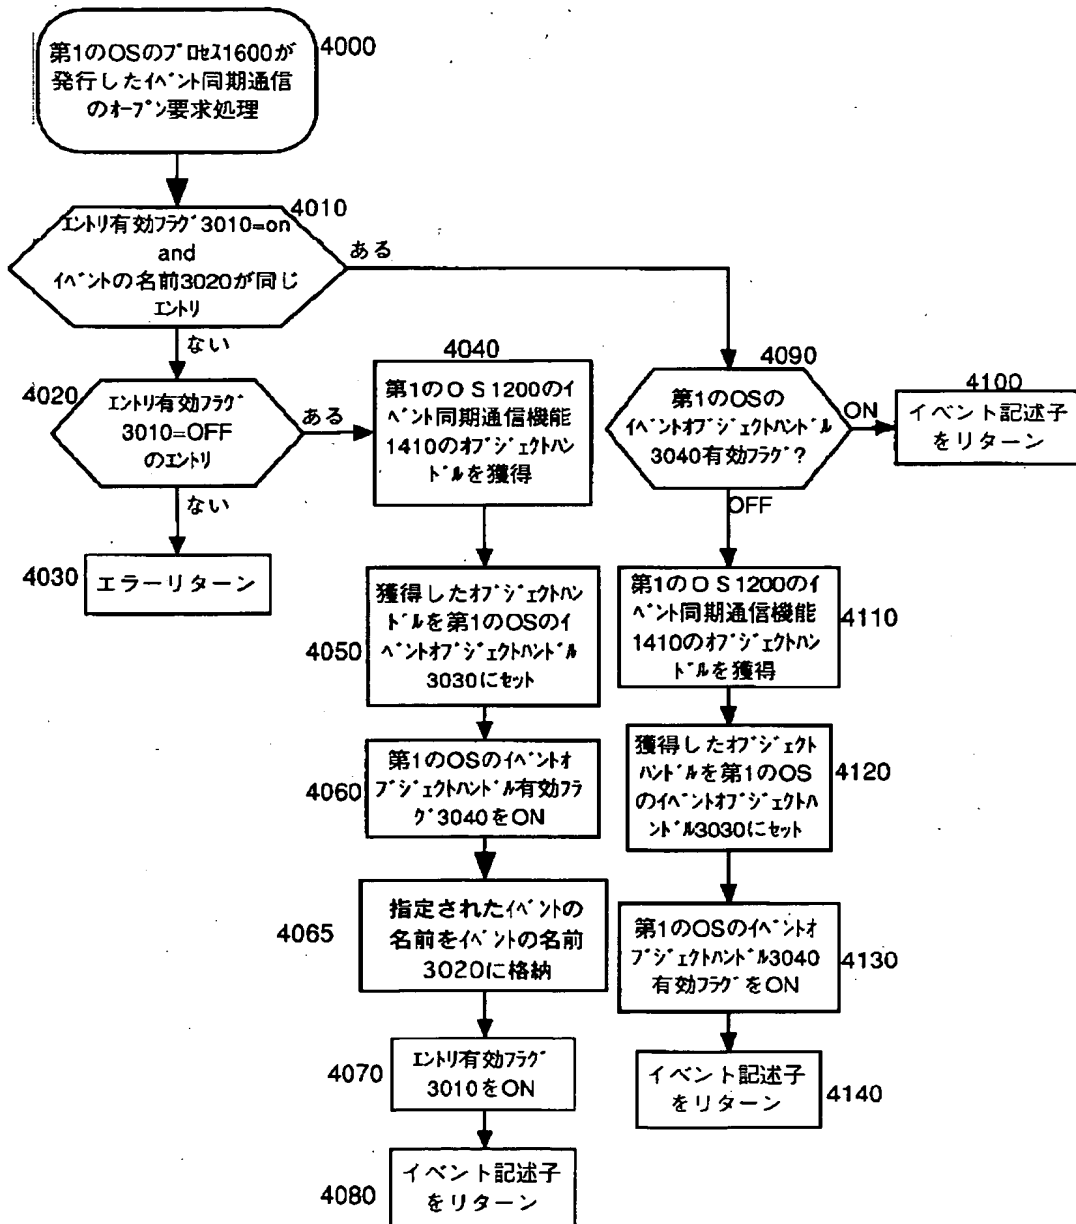 第1のOSのプロセス1600が
発行したイベント同期通信
のオープン要求処理
4000
4010
エントリ有効フラグ3010=on
and
イベントの名前3020が同じ
エントリ
ある
ない
4020
エントリ有効フラグ
3010=OFF
のエントリ
ある
ない
4030
エラーリターン
4040
第1のOS1200のイ
ベント同期通信機能
1410のオブジェクトハン
ドルを獲得
4050
獲得したオブジェクトハン
ドルを第1のOSのイ
ベントオブジェクトハンドル
3030にセット
4060
第1のOSのイベントオ
ブジェクトハンドル有効フラ
グ3040をON
4065
指定されたイベントの
名前をイベントの名前
3020に格納
4070
エントリ有効フラグ
3010をON
4080
イベント記述子
をリターン
4090
第1のOSの
イベントオブジェクトハンドル
3040有効フラグ?
ON
OFF
4100
イベント記述子
をリターン
第1のOS1200のイ
ベント同期通信機能
1410のオブジェクトハン
ドルを獲得
4110
獲得したオブジェクト
ハンドルを第1のOS
のイベントオブジェクトハ
ンドル3030にセット
4120
第1のOSのイベントオ
ブジェクトハンドル3040
有効フラグをON
4130
イベント記述子
をリターン
4140